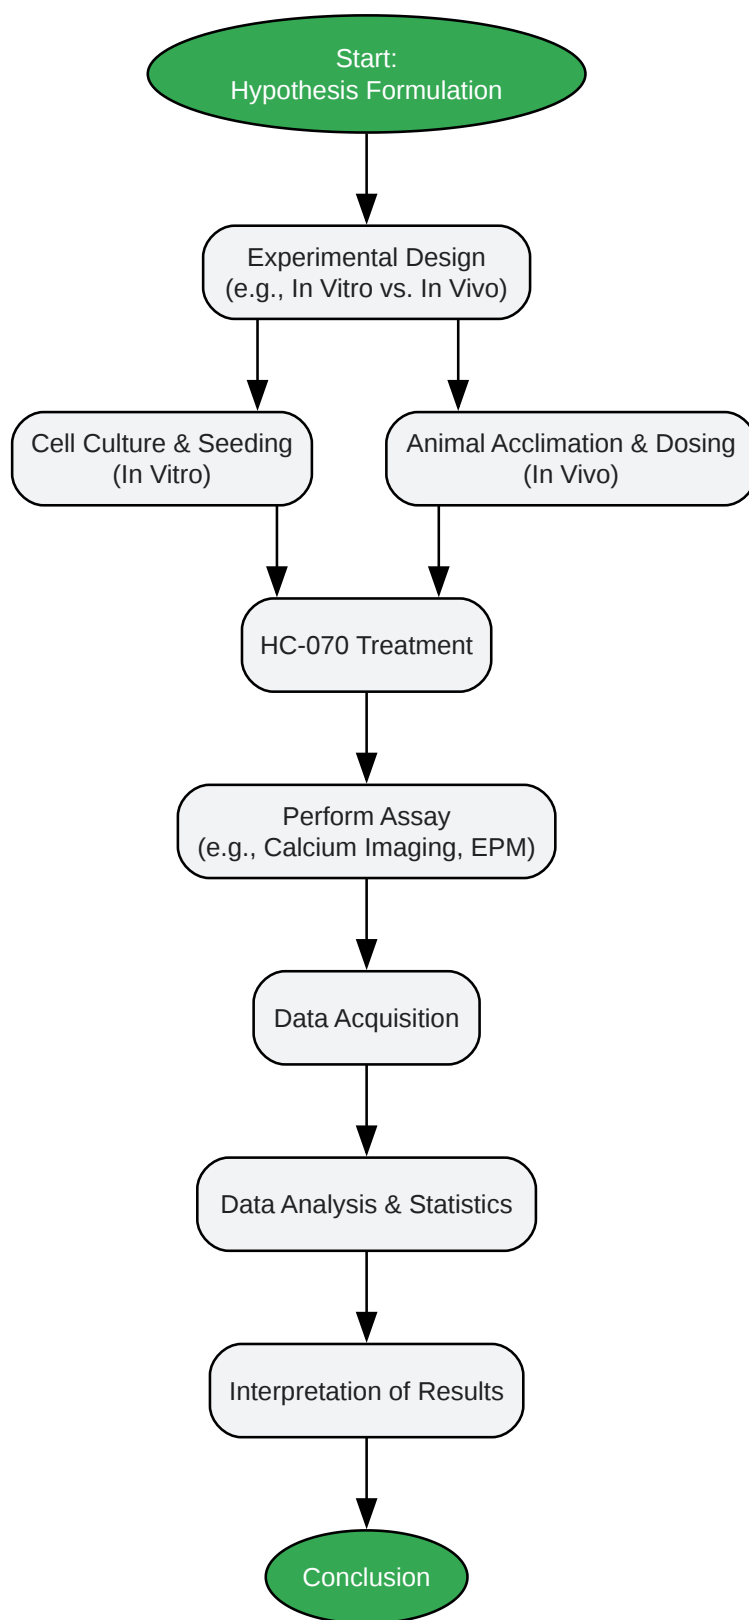 Start:
Hypothesis Formulation
Experimental Design
(e.g., In Vitro vs. In Vivo)
Cell Culture & Seeding
(In Vitro)
Animal Acclimation & Dosing
(In Vivo)
HC-070 Treatment
Perform Assay
(e.g., Calcium Imaging, EPM)
Data Acquisition
Data Analysis & Statistics
Interpretation of Results
Conclusion